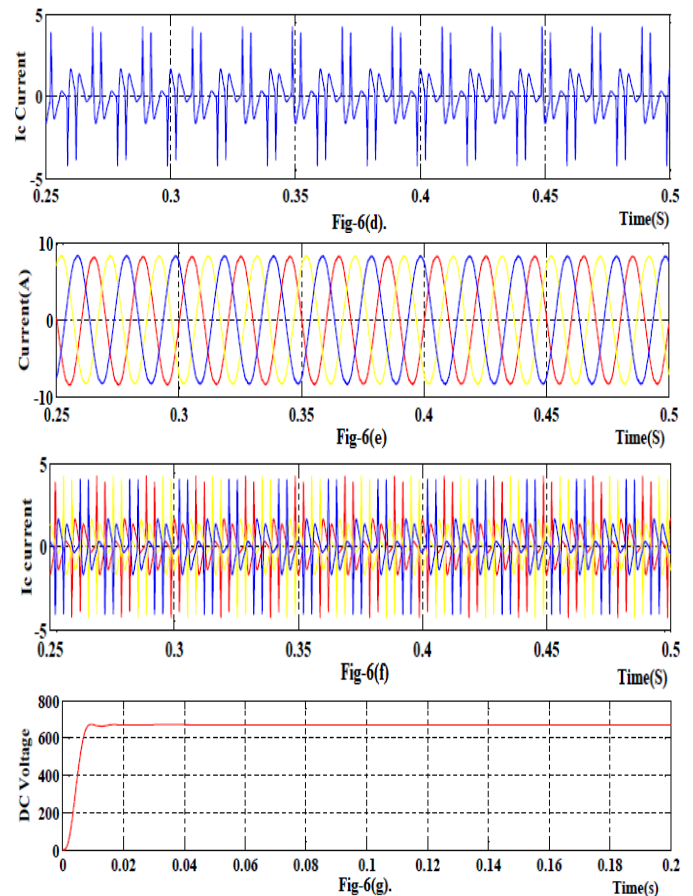 Ic Current
5
0
-5
0.25 0.3 0.35 0.4 0.45 0.5
Fig-6(d). Time(S)
Current(A)
10
0
-10
0.25 0.3 0.35 0.4 0.45 0.5
Fig-6(e) Time(S)
Ic current
5
0
-5
0.25 0.3 0.35 0.4 0.45 0.5
Fig-6(f) Time(S)
DC Voltage
800
600
400
200
0
0 0.02 0.04 0.06 0.08 0.1 0.12 0.14 0.16 0.18 0.2
Fig-6(g). Time(s)